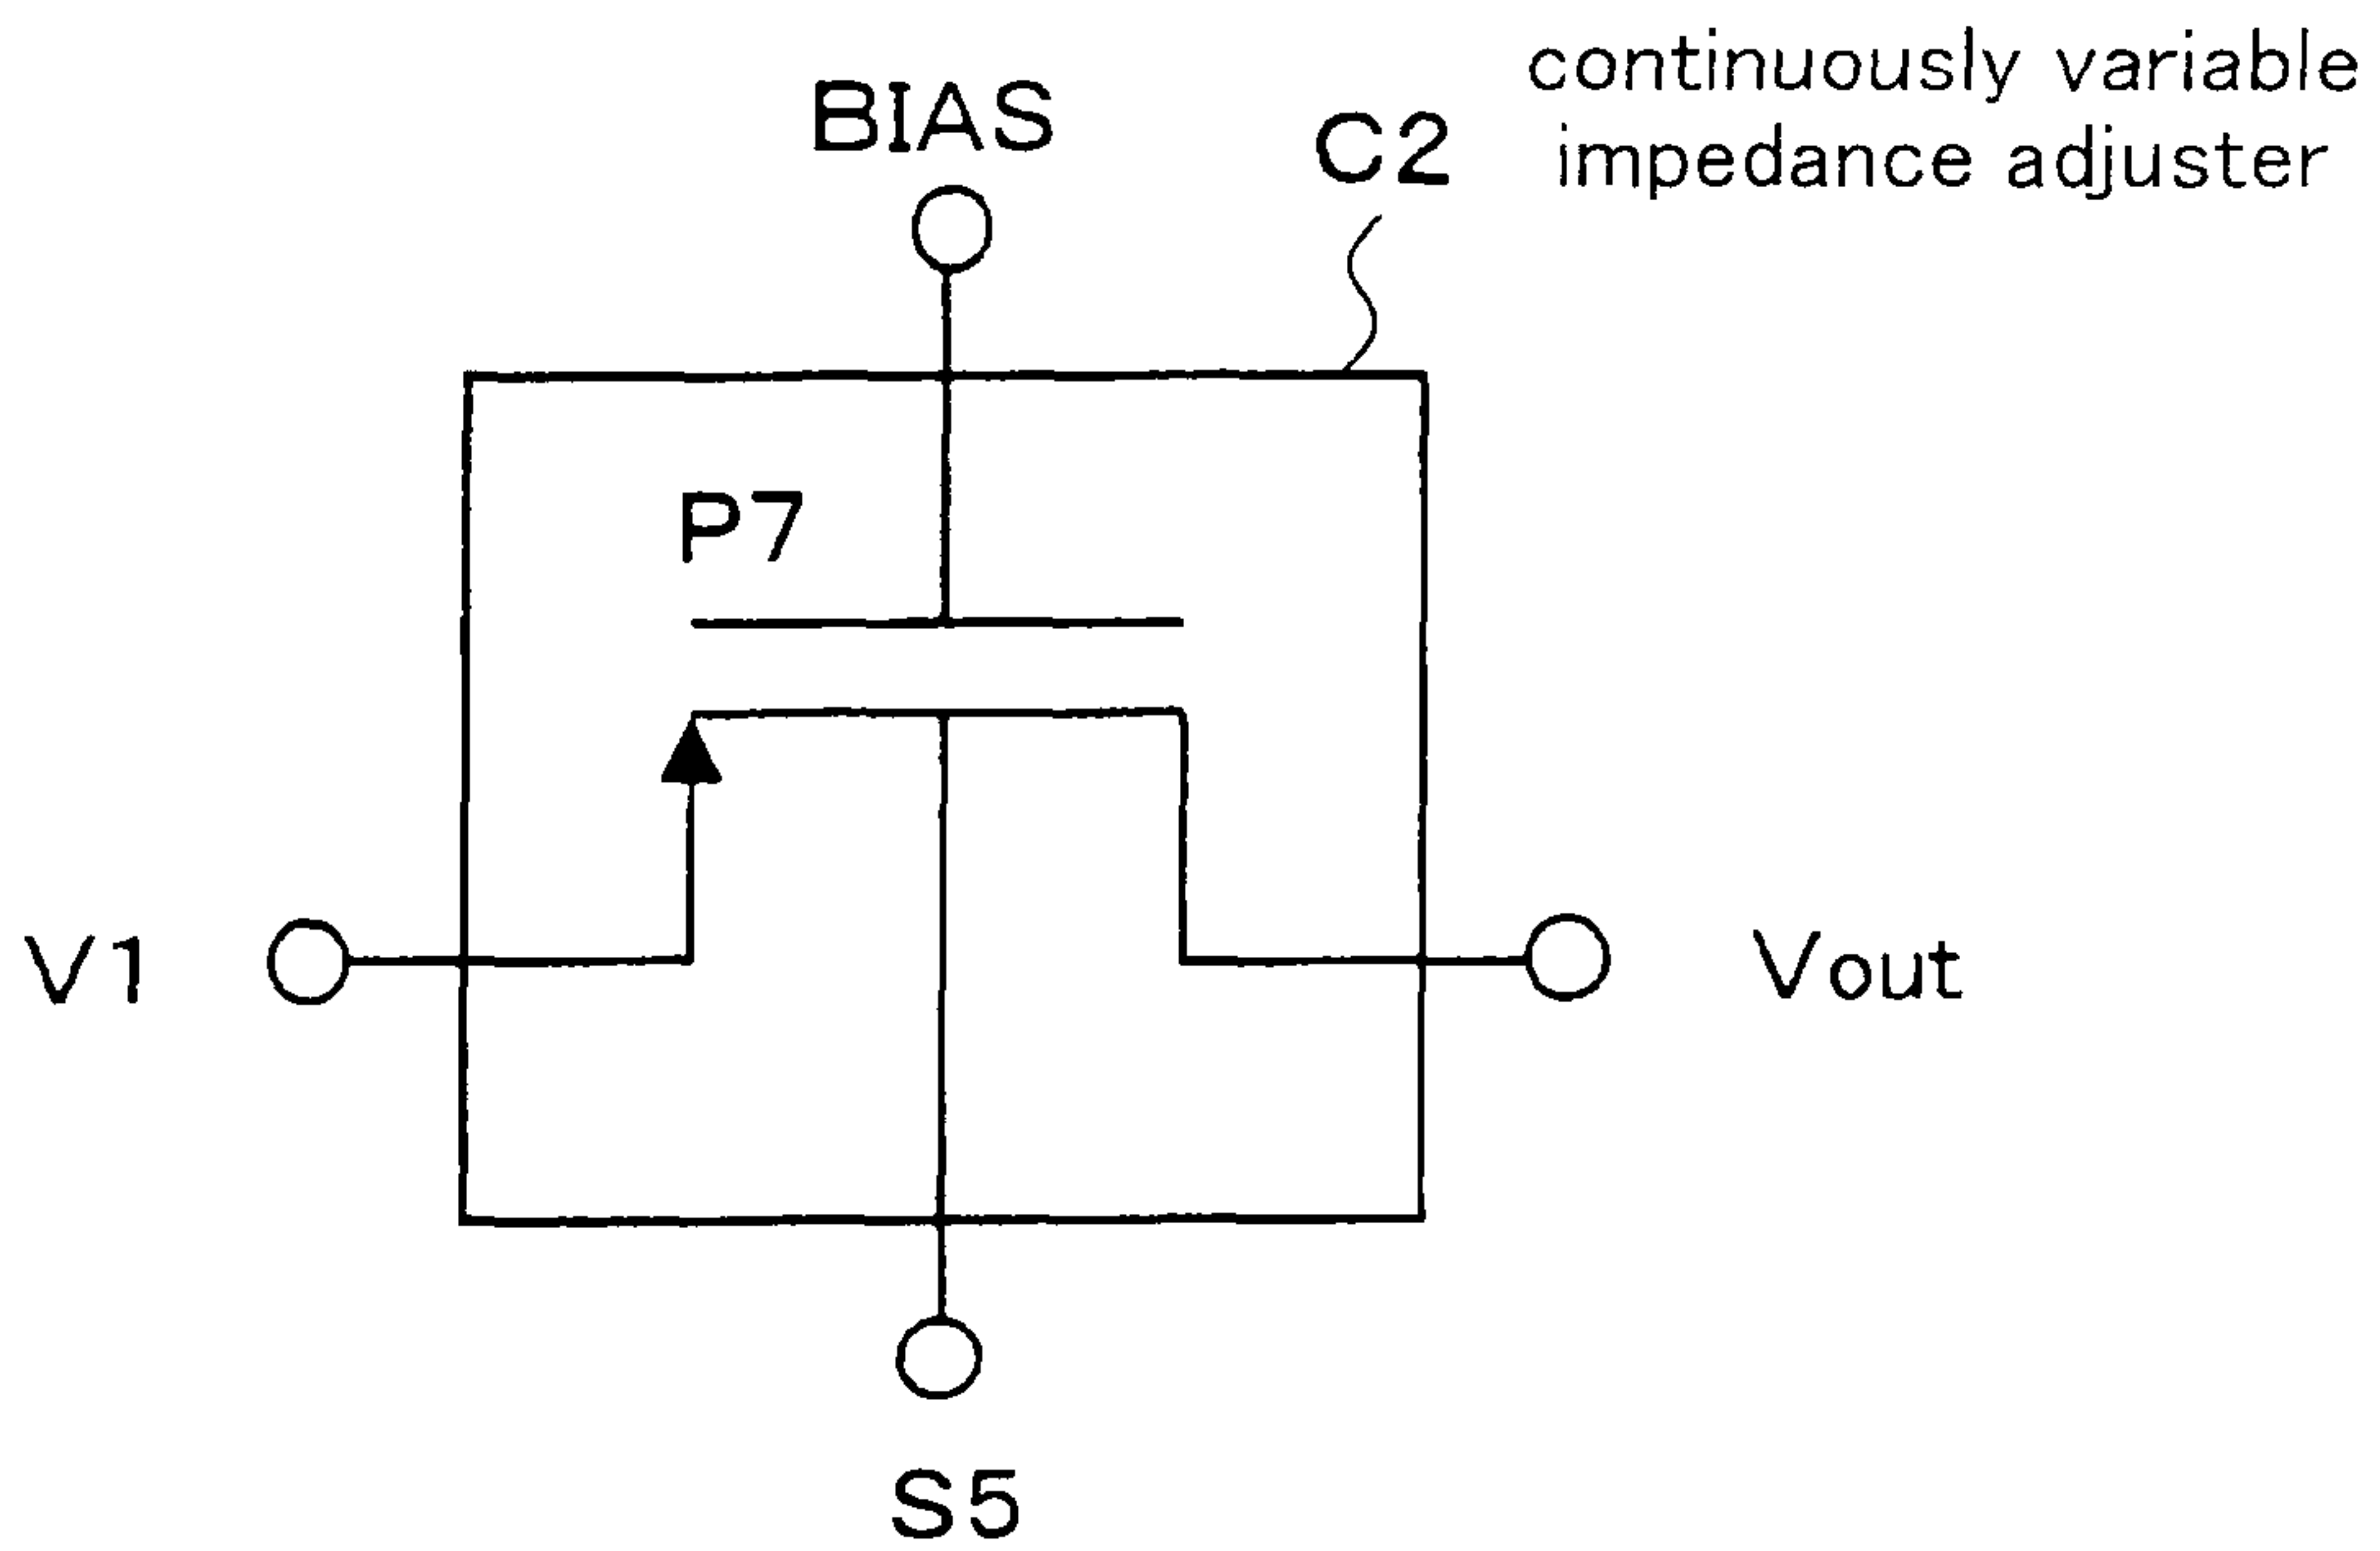 continuously variable
impedance adjuster
BIAS
C2
P7
V1
Vout
S5